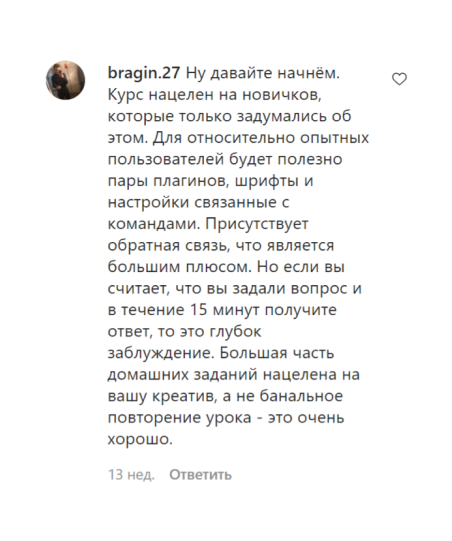 bragin.27 Ну давайте начнём.
Курс нацелен на новичков,
которые только задумались об
этом. Для относительно опытных
пользователей будет полезно
пары плагинов, шрифты и
настройки связанные с
командами. Присутствует
обратная связь, что является
большим плюсом. Но если вы
считает, что вы задали вопрос и
в течение 15 минут получите
ответ, то это глубок
заблуждение. Большая часть
домашних заданий нацелена на
вашу креатив, а не банальное
повторение урока - это очень
хорошо.
13 нед. Ответить